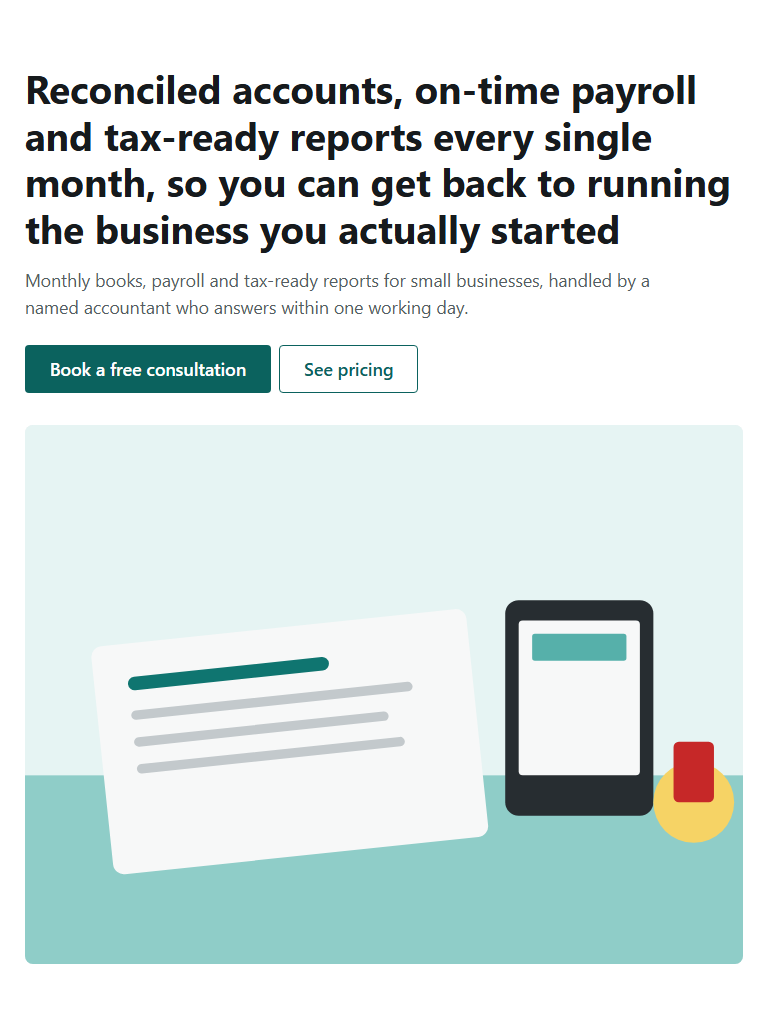 Reconciled accounts, on-time payroll
and tax-ready reports every single
month, so you can get back to running
the business you actually started
Monthly books, payroll and tax-ready reports for small businesses, handled by a
named accountant who answers within one working day.
Book a free consultation
See pricing